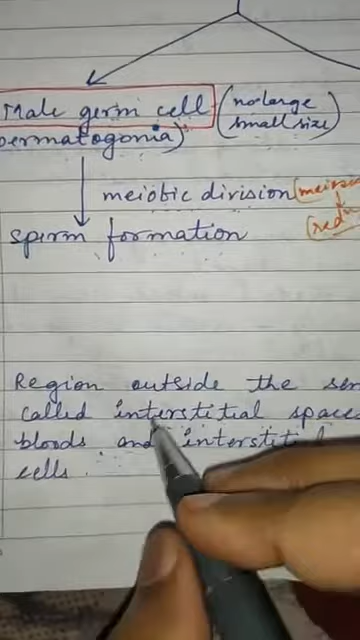 Male germ cell (no. large
small size)
permatogonia)
meiotic division
sperm formation
Region outside the
called interstitial space
bloods and interstitial
cells.